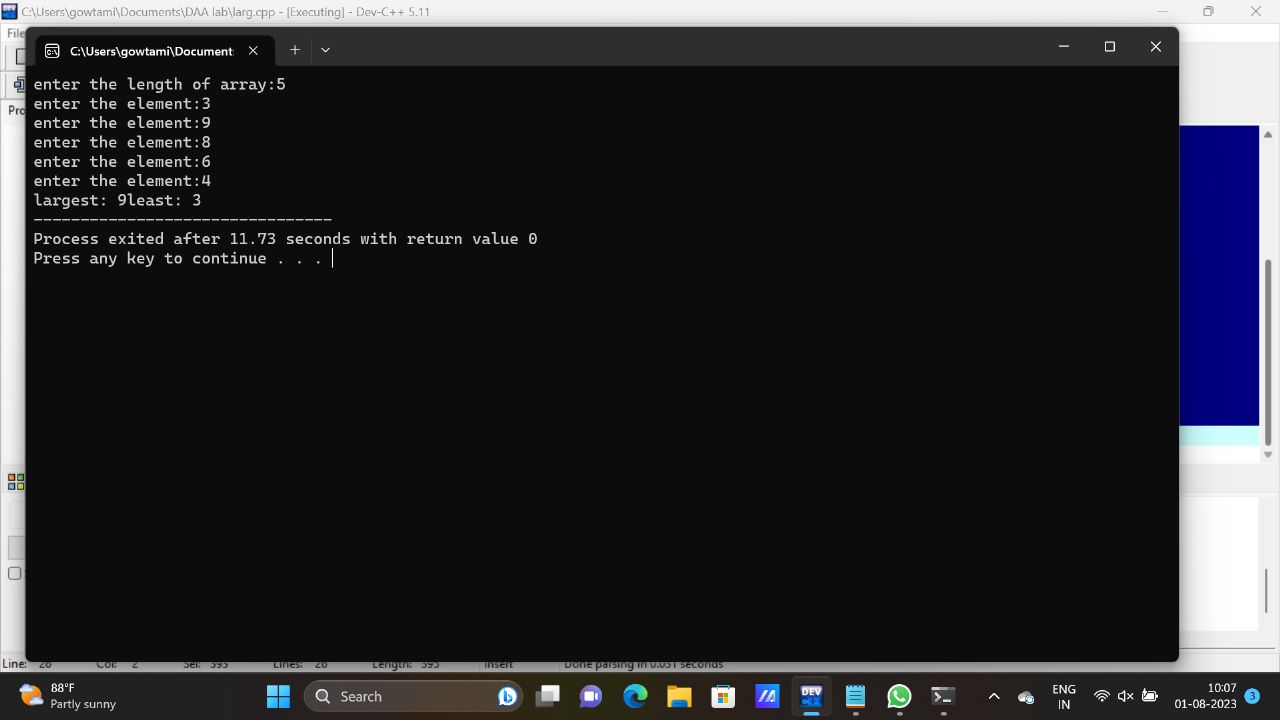 C:\Users\gowtami\Documents\DAA lab\larg.cpp - [Executing] - Dev-C++ 5.11
File
C:\Users\gowtami\Document:
enter the length of array:5
enter the element:3
enter the element:9
enter the element:8
enter the element:6
enter the element:4
largest: 9least: 3
--------------------------------
Process exited after 11.73 seconds with return value 0
Press any key to continue . . .
Line: 26 Col: 2 Sel: 395 Lines: 26 Length: 395 Insert Done parsing in 0.031 seconds
88°F
Partly sunny
Search
DEV
ENG
IN
10:07
01-08-2023
3